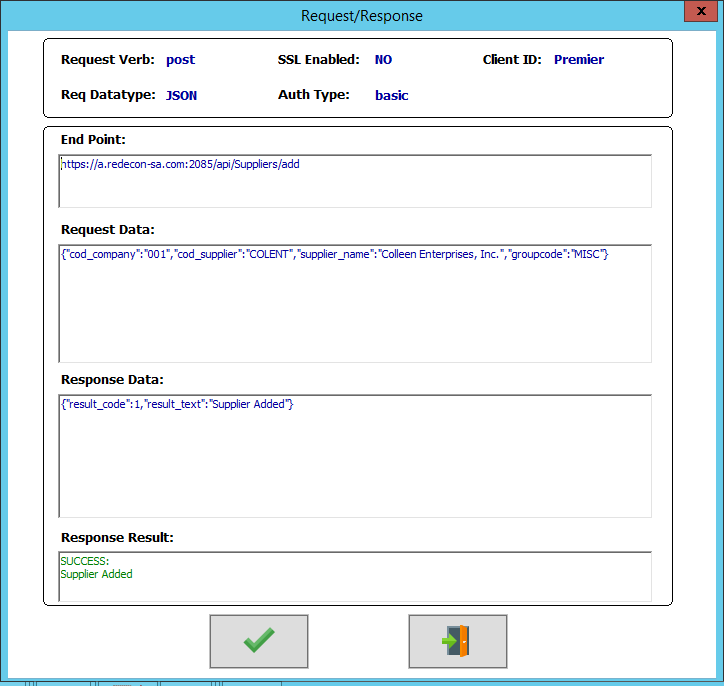 Request/Response
x
Request Verb: post SSL Enabled: NO Client ID: Premier
Req Datatype: JSON Auth Type: basic
End Point:
https://a.redecon-sa.com:2085/api/Suppliers/add
Request Data:
{"cod_company":"001","cod_supplier":"COLENT","supplier_name":"Colleen Enterprises, Inc.","groupcode":"MISC"}
Response Data:
{"result_code":1,"result_text":"Supplier Added"}
Response Result:
SUCCESS:
Supplier Added